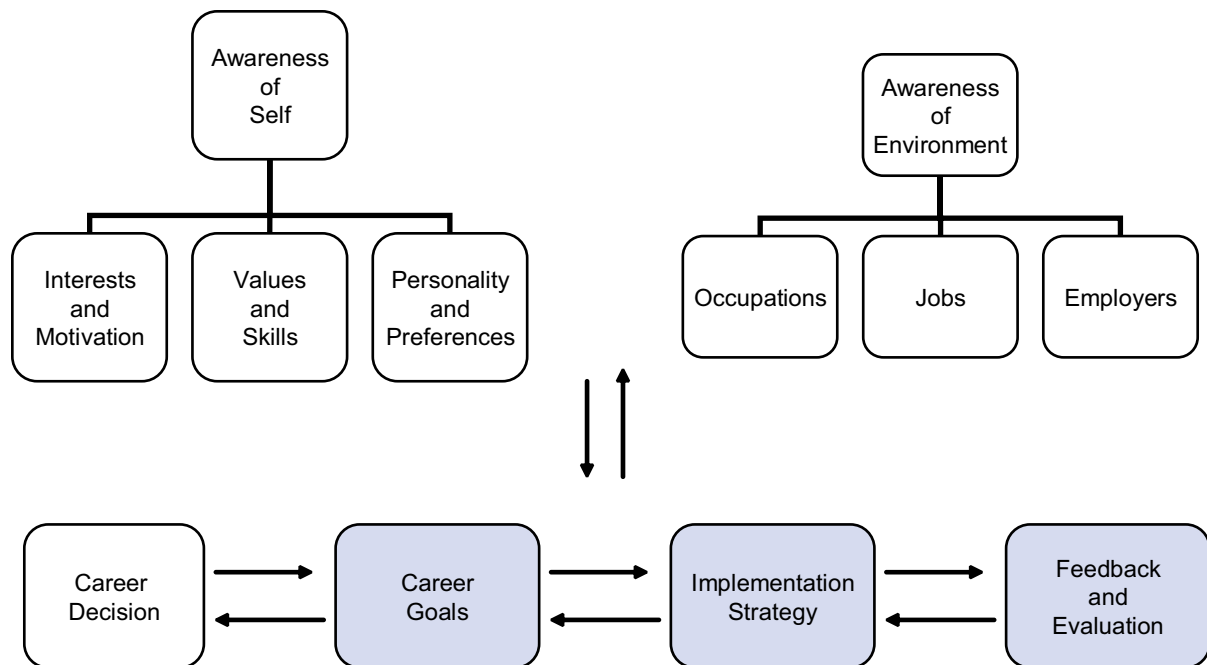 Awareness
of
Self
Awareness
of
Environment
Interests
and
Motivation
Values
and
Skills
Personality
and
Preferences
Occupations
Jobs
Employers
Career
Decision
Career
Goals
Implementation
Strategy
Feedback
and
Evaluation